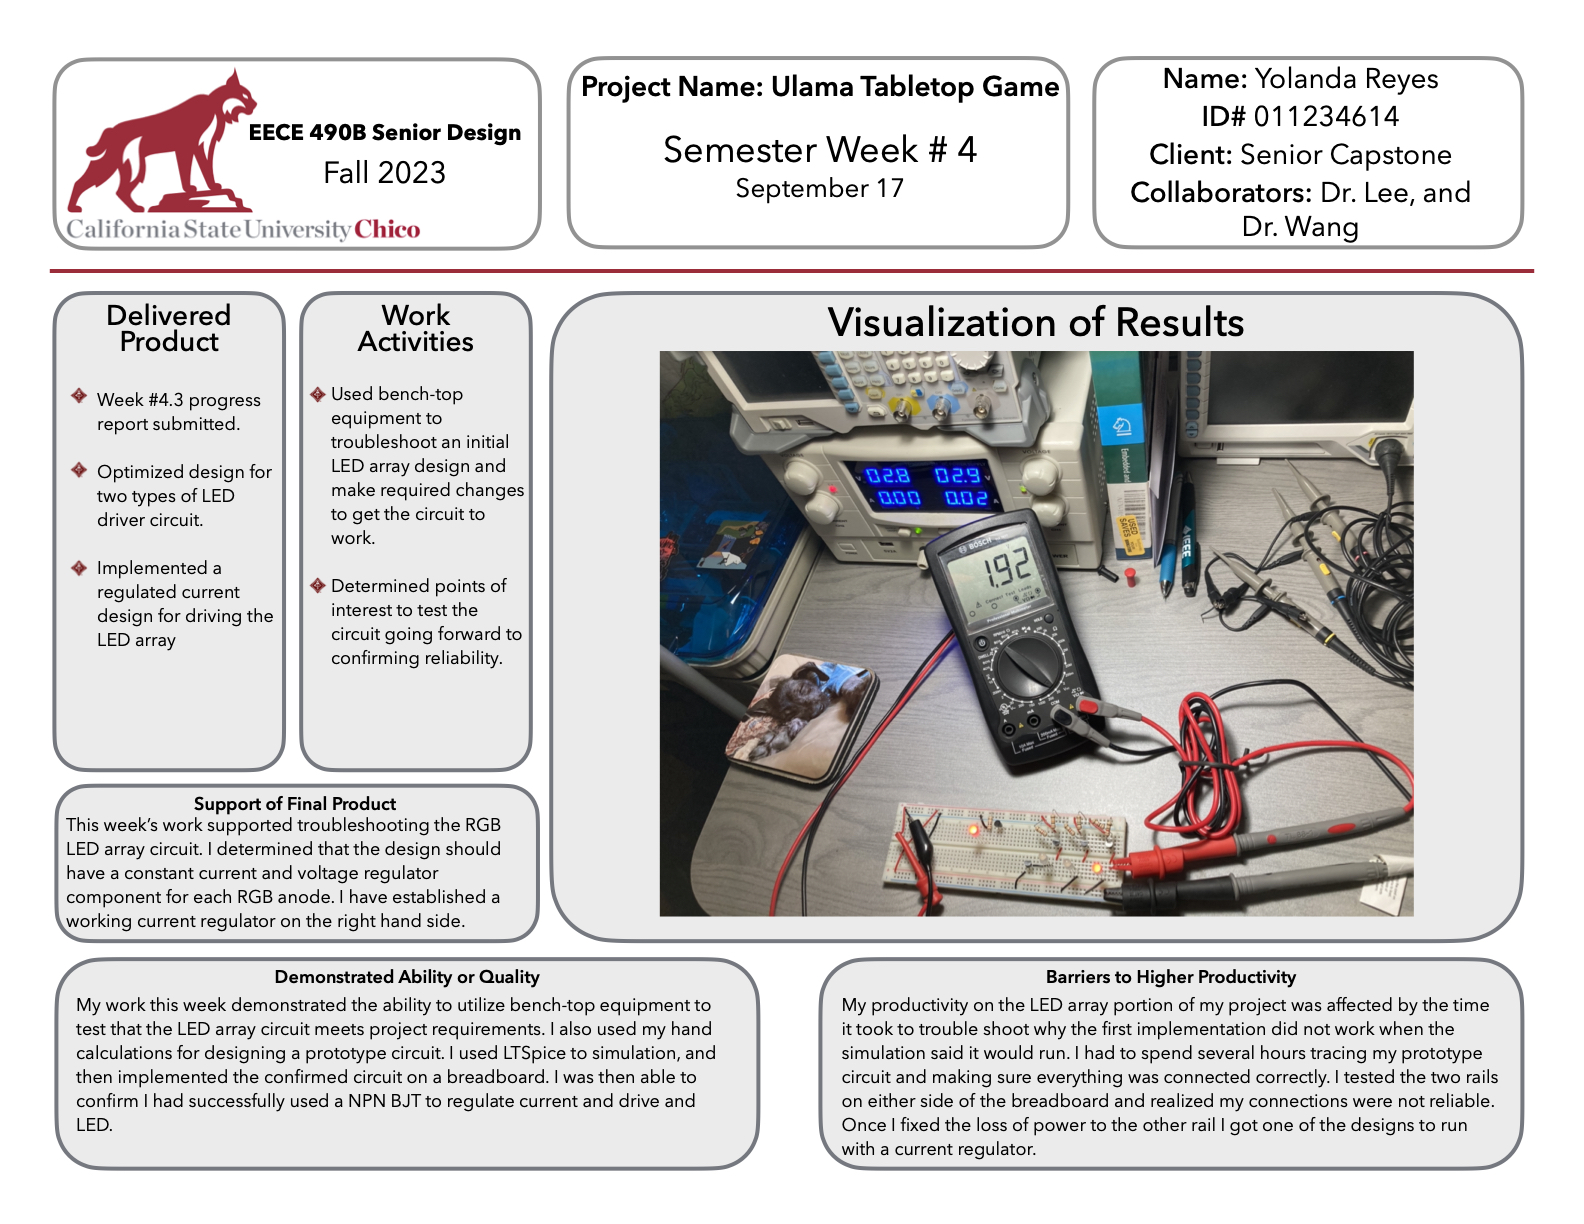 EECE 490B Senior Design
Fall 2023
California State University Chico
Project Name: Ulama Tabletop Game
Semester Week # 4
September 17
Name: Yolanda Reyes
ID# 011234614
Client: Senior Capstone
Collaborators: Dr. Lee, and
Dr. Wang
Delivered
Product
Week #4.3 progress
report submitted.
Optimized design for
two types of LED
driver circuit.
Implemented a
regulated current
design for driving the
LED array
Work
Activities
Used bench-top
equipment to
troubleshoot an initial
LED array design and
make required changes
to get the circuit to
work.
Determined points of
interest to test the
circuit going forward to
confirming reliability.
Visualization of Results
02.8 02.9
0.00 0.02
BOSCH
1.92
Embedded
USED
IEEE
Support of Final Product
This week’s work supported troubleshooting the RGB
LED array circuit. I determined that the design should
have a constant current and voltage regulator
component for each RGB anode. I have established a
working current regulator on the right hand side.
Demonstrated Ability or Quality
My work this week demonstrated the ability to utilize bench-top equipment to
test that the LED array circuit meets project requirements. I also used my hand
calculations for designing a prototype circuit. I used LTSpice to simulation, and
then implemented the confirmed circuit on a breadboard. I was then able to
confirm I had successfully used a NPN BJT to regulate current and drive and
LED.
Barriers to Higher Productivity
My productivity on the LED array portion of my project was affected by the time
it took to trouble shoot why the first implementation did not work when the
simulation said it would run. I had to spend several hours tracing my prototype
circuit and making sure everything was connected correctly. I tested the two rails
on either side of the breadboard and realized my connections were not reliable.
Once I fixed the loss of power to the other rail I got one of the designs to run
with a current regulator.